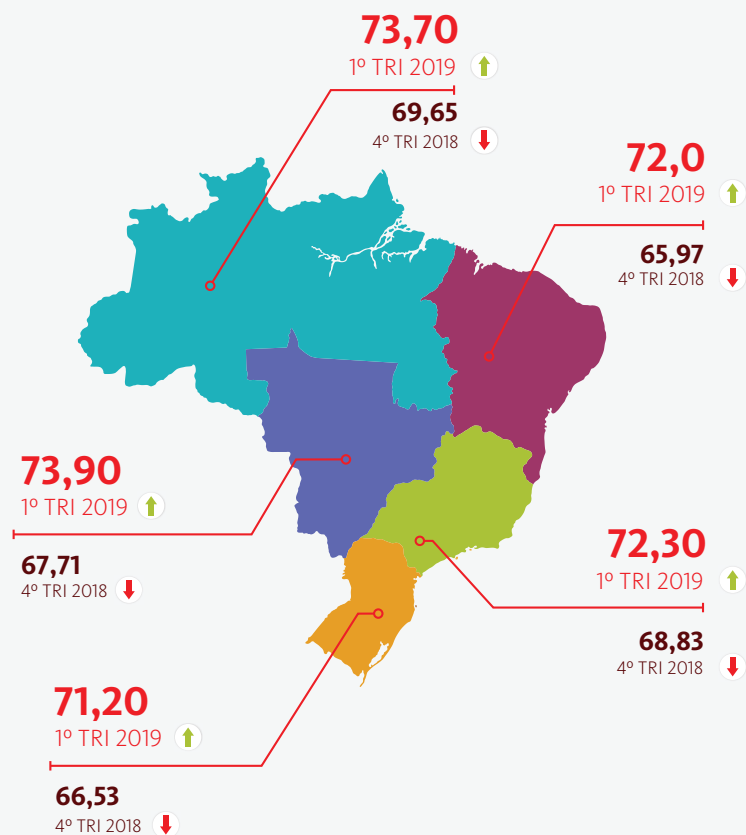 73,70
1º TRI 2019
69,65
4º TRI 2018
72,0
1º TRI 2019
65,97
4º TRI 2018
73,90
1º TRI 2019
67,71
4º TRI 2018
72,30
1º TRI 2019
68,83
4º TRI 2018
71,20
1º TRI 2019
66,53
4º TRI 2018